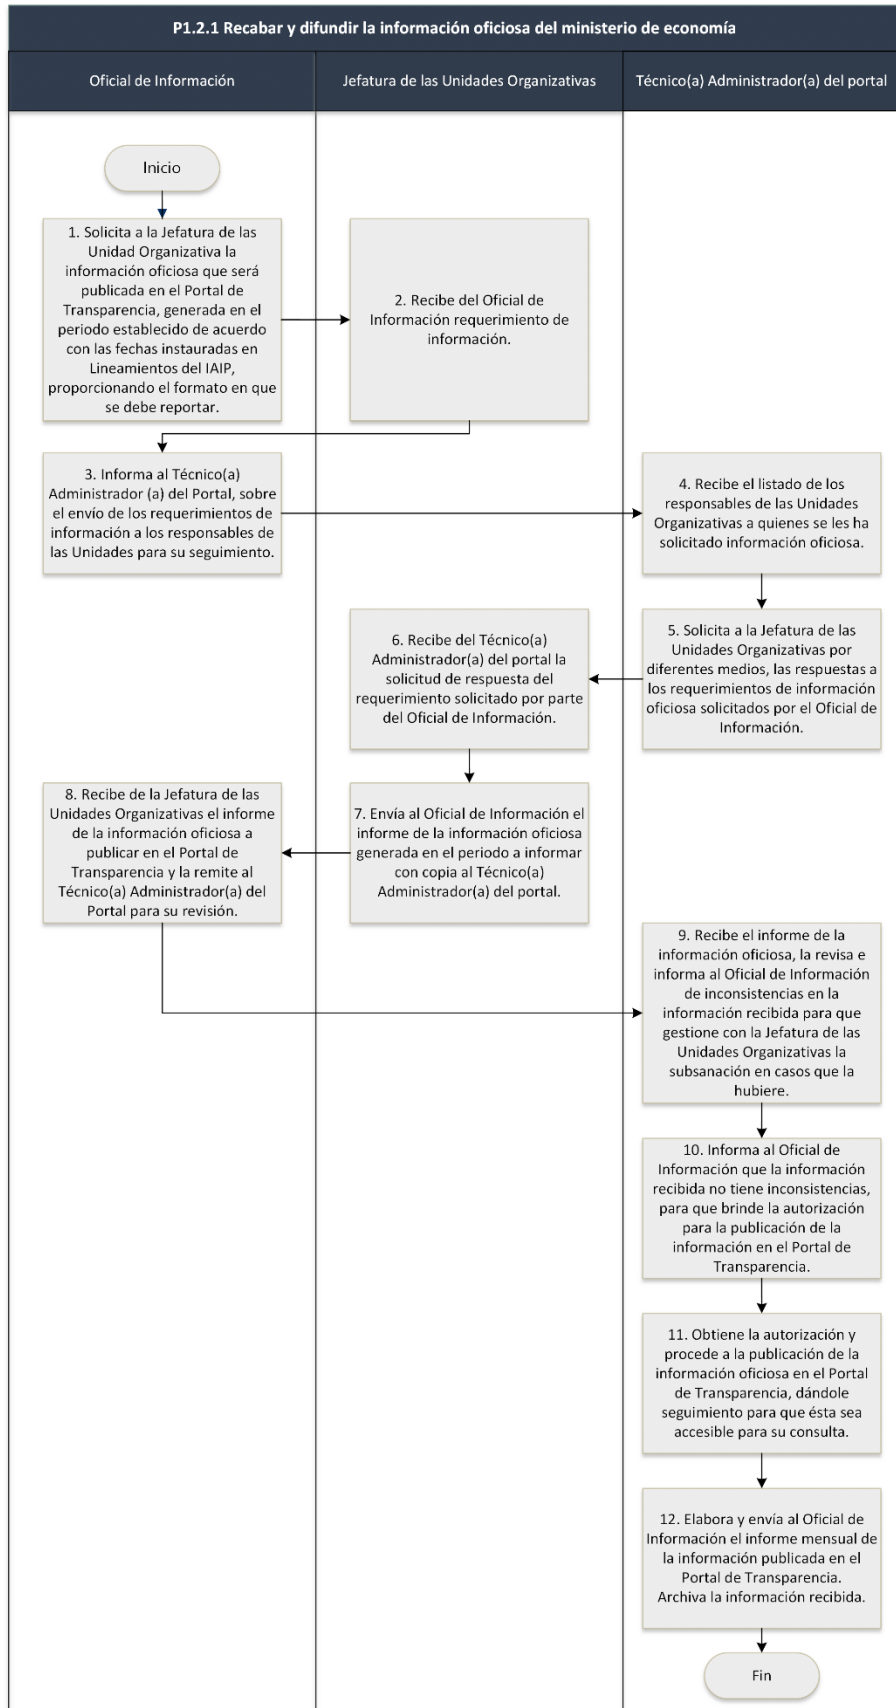 P1.2.1 Recabar y difundir la información oficiosa del ministerio de economía
Oficial de Información
Jefatura de las Unidades Organizativas
Técnico(a) Administrador(a) del portal
Inicio
1. Solicita a la Jefatura de las
Unidad Organizativa la
información oficiosa que será
publicada en el Portal de
Transparencia, generada en el
periodo establecido de acuerdo
con las fechas instauradas en
Lineamientos del IAIP,
proporcionando el formato en que
se debe reportar.
2. Recibe del Oficial de
Información requerimiento de
información.
3. Informa al Técnico(a)
Administrador (a) del Portal, sobre
el envío de los requerimientos de
información a los responsables de
las Unidades para su seguimiento.
4. Recibe el listado de los
responsables de las Unidades
Organizativas a quienes se les ha
solicitado información oficiosa.
5. Solicita a la Jefatura de las
Unidades Organizativas por
diferentes medios, las respuestas a
los requerimientos de información
oficiosa solicitados por el Oficial de
Información.
6. Recibe del Técnico(a)
Administrador(a) del portal la
solicitud de respuesta del
requerimiento solicitado por parte
del Oficial de Información.
7. Envía al Oficial de Información el
informe de la información oficiosa
generada en el periodo a informar
con copia al Técnico(a)
Administrador(a) del portal.
8. Recibe de la Jefatura de las
Unidades Organizativas el informe
de la información oficiosa a
publicar en el Portal de
Transparencia y la remite al
Técnico(a) Administrador(a) del
Portal para su revisión.
9. Recibe el informe de la
información oficiosa, la revisa e
informa al Oficial de Información
de inconsistencias en la
información recibida para que
gestione con la Jefatura de las
Unidades Organizativas la
subsanación en casos que la
hubiere.
10. Informa al Oficial de
Información que la información
recibida no tiene inconsistencias,
para que brinde la autorización
para la publicación de la
información en el Portal de
Transparencia.
11. Obtiene la autorización y
procede a la publicación de la
información oficiosa en el Portal
de Transparencia, dándole
seguimiento para que ésta sea
accesible para su consulta.
12. Elabora y envía al Oficial de
Información el informe mensual de
la información publicada en el
Portal de Transparencia.
Archiva la información recibida.
Fin